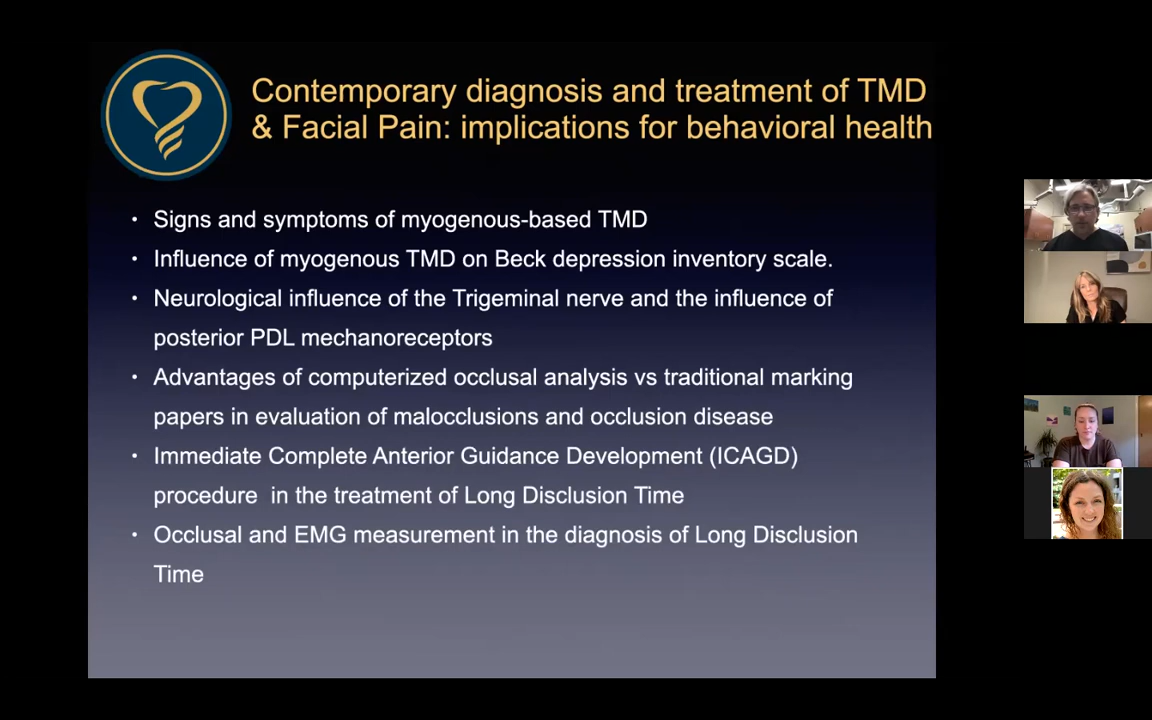 Contemporary diagnosis and treatment of TMD
& Facial Pain: implications for behavioral health
• Signs and symptoms of myogenous-based TMD
• Influence of myogenous TMD on Beck depression inventory scale.
• Neurological influence of the Trigeminal nerve and the influence of
posterior PDL mechanoreceptors
• Advantages of computerized occlusal analysis vs traditional marking
papers in evaluation of malocclusions and occlusion disease
• Immediate Complete Anterior Guidance Development (ICAGD)
procedure  in the treatment of Long Disclusion Time
• Occlusal and EMG measurement in the diagnosis of Long Disclusion
Time